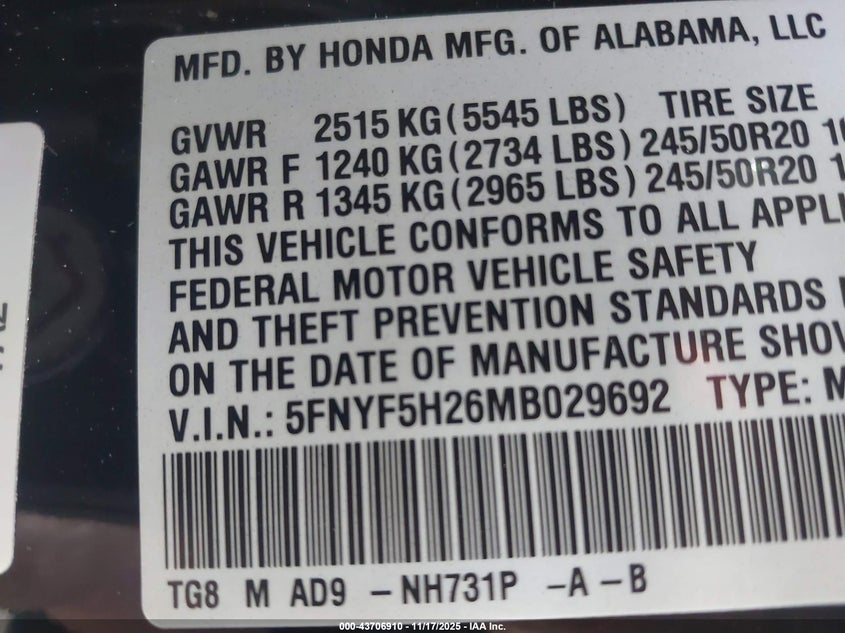 MFD. BY HONDA MFG. OF ALABAMA, LLC
GVWR 2515 KG (5545 LBS) TIRE SIZE
GAWR F 1240 KG (2734 LBS) 245/50R20
GAWR R 1345 KG (2965 LBS) 245/50R20
THIS VEHICLE CONFORMS TO ALL
FEDERAL MOTOR VEHICLE SAFETY
AND THEFT PREVENTION STANDARDS
ON THE DATE OF MANUFACTURE
V.I.N.: 5FNYF5H26MB029692 TYPE: M
TG8 M AD9 -NH731P -A -B
000-43706910 - 11/17/2025 - IAA Inc.